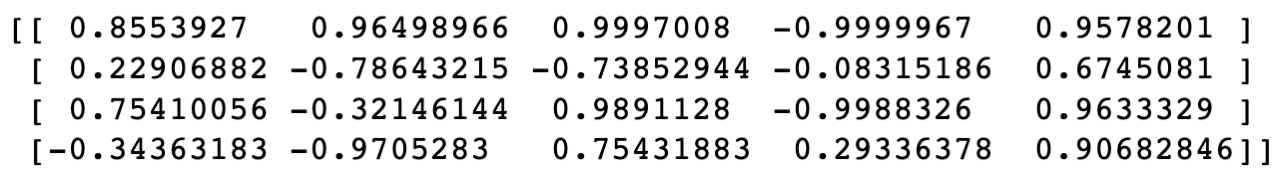 [[ 0.8553927 0.96498966 0.9997008 -0.9999967 0.9578201 ]
[ 0.22906882 -0.78643215 -0.73852944 -0.08315186 0.6745081 ]
[ 0.75410056 -0.32146144 0.9891128 -0.9988326 0.9633329 ]
[-0.34363183 -0.9705283 0.75431883 0.29336378 0.90682846]]